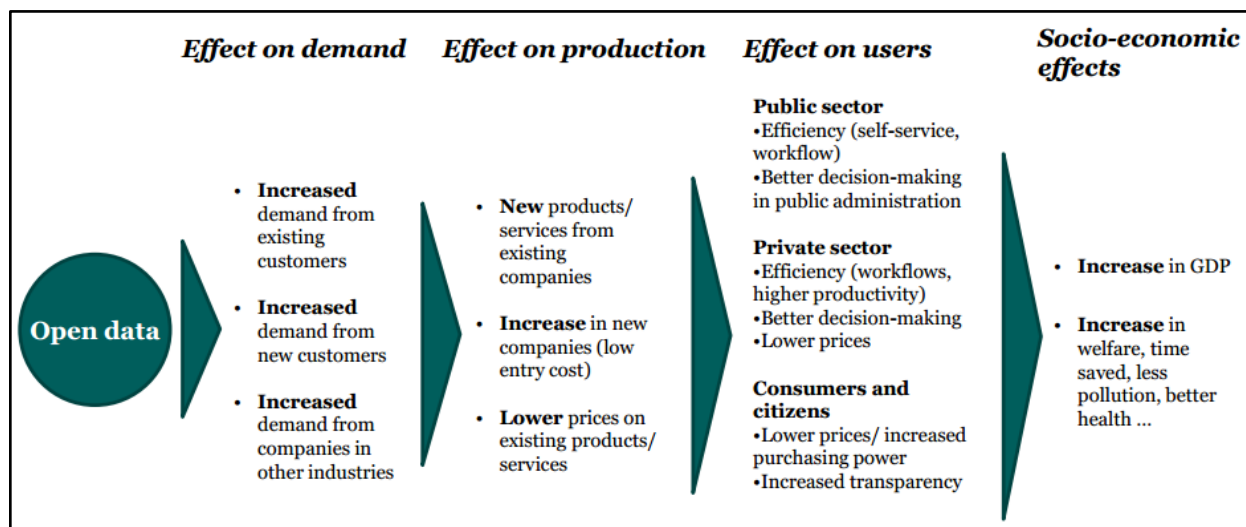 Effect on demand
Effect on production
Effect on users
Socio-economic
effects
Open data
• Increased
demand from
existing
customers
• Increased
demand from
new customers
• Increased
demand from
companies in
other industries
• New products/
services from
existing
companies
• Increase in new
companies (low
entry cost)
• Lower prices on
existing products/
services
Public sector
•Efficiency (self-service,
workflow)
•Better decision-making
in public administration
Private sector
•Efficiency (workflows,
higher productivity)
•Better decision-making
•Lower prices
Consumers and
citizens
•Lower prices/ increased
purchasing power
•Increased transparency
• Increase in GDP
• Increase in
welfare, time
saved, less
pollution, better
health ...